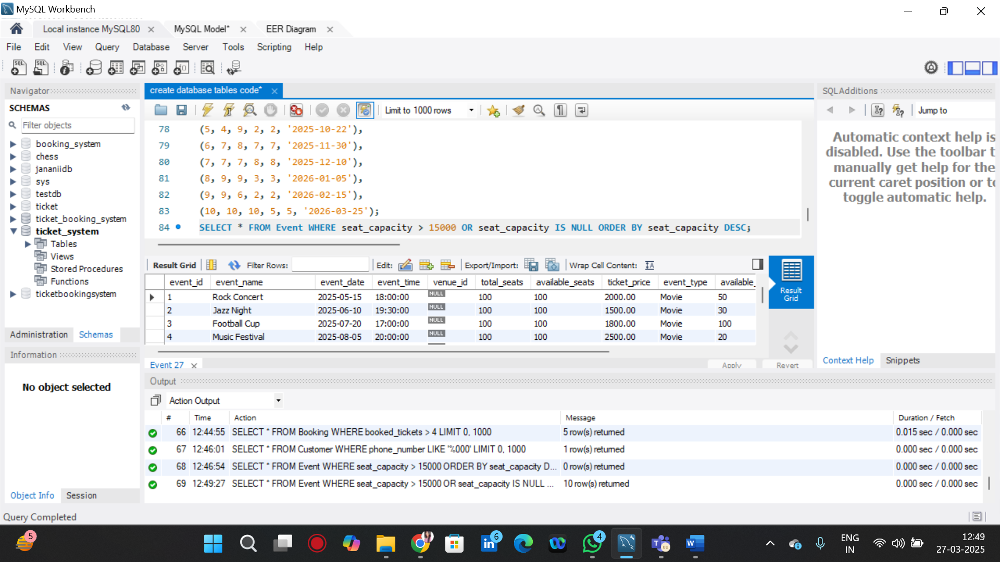 MySQL Workbench
Local instance MySQL80
MySQL Model*
EER Diagram
File Edit View Query Database Server Tools Scripting Help
Navigator
SCHEMAS
Filter objects
booking_system
chess
jananiidb
sys
testdb
ticket
ticket_booking_system
ticket_system
Tables
Views
Stored Procedures
Functions
ticketbookingsystem
Administration Schemas
Information
No object selected
Object Info Session
create database tables code*
Limit to 1000 rows
78 (5, 4, 9, 2, 2, '2025-10-22'),
79 (6, 7, 8, 7, 7, '2025-11-30'),
80 (7, 7, 7, 8, 8, '2025-12-10'),
81 (8, 9, 9, 3, 3, '2026-01-05'),
82 (9, 9, 6, 2, 2, '2026-02-15'),
83 (10, 10, 10, 5, 5, '2026-03-25');
84 SELECT * FROM Event WHERE seat_capacity > 15000 OR seat_capacity IS NULL ORDER BY seat_capacity DESC;
Result Grid Filter Rows: Edit: Export/Import: Wrap Cell Content:
event_id event_name event_date event_time venue_id total_seats available_seats ticket_price event_type available_
1 Rock Concert 2025-05-15 18:00:00 NULL 100 100 2000.00 Movie 50
2 Jazz Night 2025-06-10 19:30:00 NULL 100 100 1500.00 Movie 30
3 Football Cup 2025-07-20 17:00:00 NULL 100 100 1800.00 Movie 100
4 Music Festival 2025-08-05 20:00:00 NULL 100 100 2500.00 Movie 20
Result
Grid
Event 27
Apply Revert
SQLAdditions
Jump to
Automatic context help is
disabled. Use the toolbar t
manually get help for the
current caret position or to
toggle automatic help.
Context Help Snippets
Output
Action Output
# Time Action Message Duration / Fetch
66 12:44:55 SELECT * FROM Booking WHERE booked_tickets > 4 LIMIT 0, 1000 5 row(s) returned 0.015 sec / 0.000 sec
67 12:46:01 SELECT * FROM Customer WHERE phone_number LIKE '%000' LIMIT 0, 1000 1 row(s) returned 0.000 sec / 0.000 sec
68 12:46:54 SELECT * FROM Event WHERE seat_capacity > 15000 ORDER BY seat_capacity D... 0 row(s) returned 0.000 sec / 0.000 sec
69 12:49:27 SELECT * FROM Event WHERE seat_capacity > 15000 OR seat_capacity IS NULL ... 10 row(s) returned 0.000 sec / 0.000 sec
Query Completed
5
6
4
ENG
IN
12:49
27-03-2025